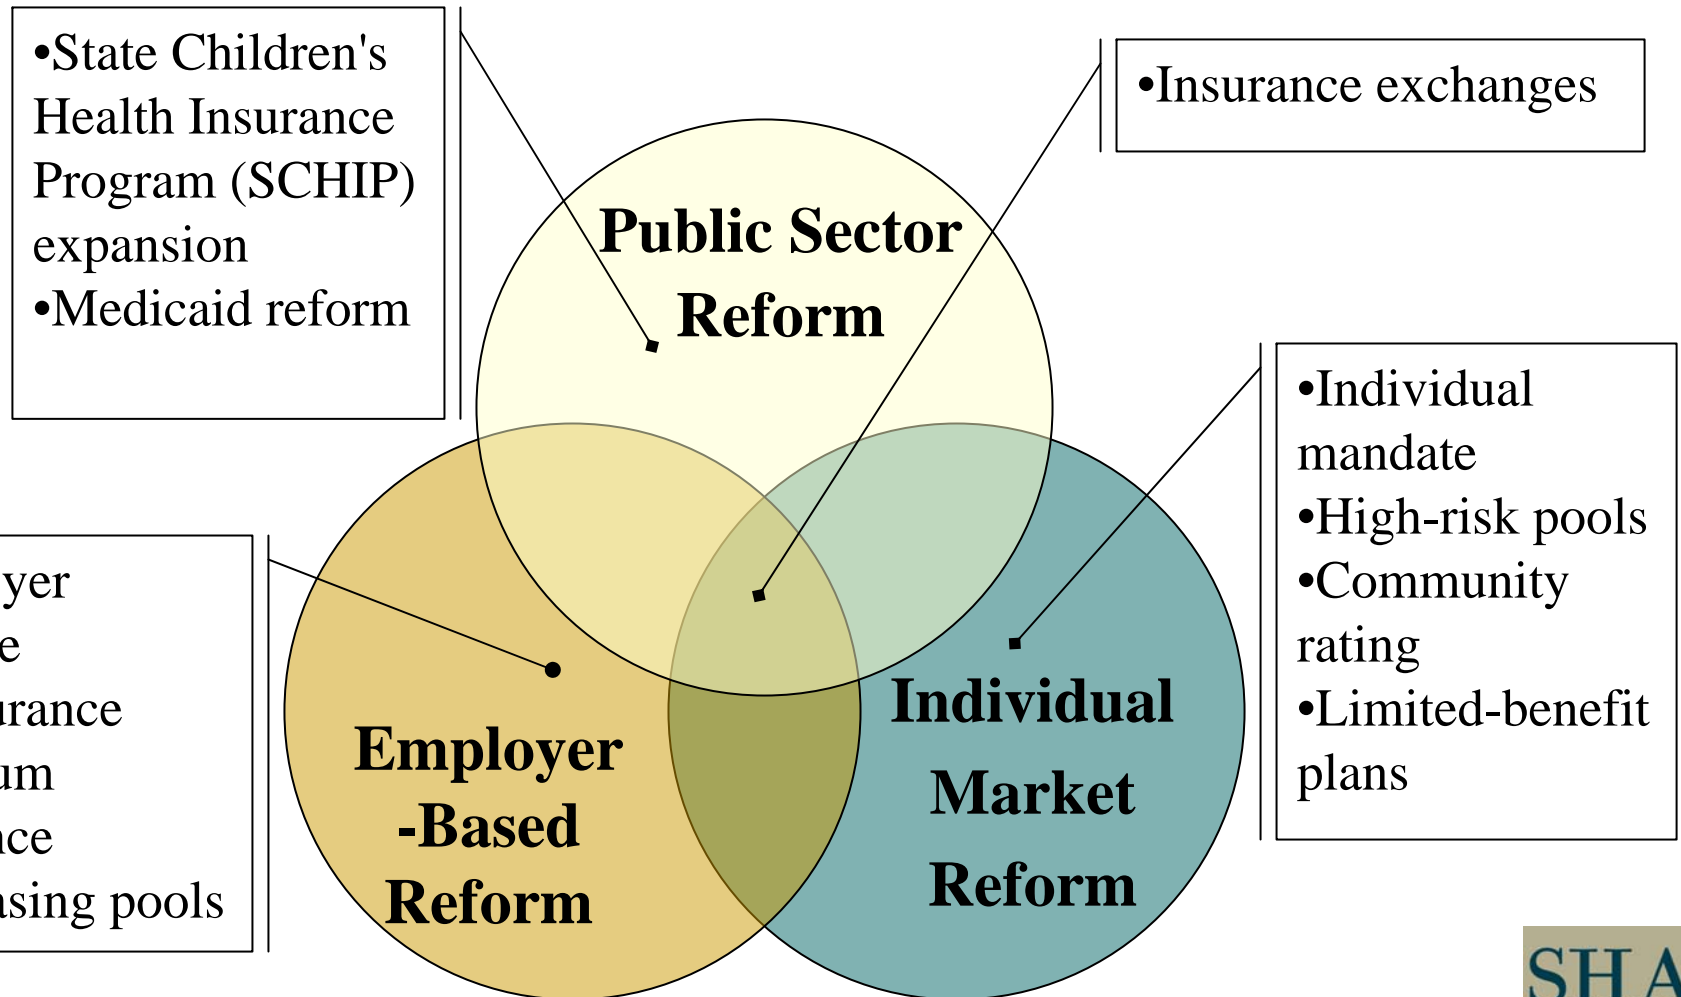 •State Children's
Health Insurance
Program (SCHIP)
expansion
•Medicaid reform
•Insurance exchanges
Public Sector
Reform
•Individual
mandate
•High-risk pools
•Community
rating
•Limited-benefit
plans
yer
e
urance
um
nce
asing pools
Employer
-Based
Reform
Individual
Market
Reform
SHA